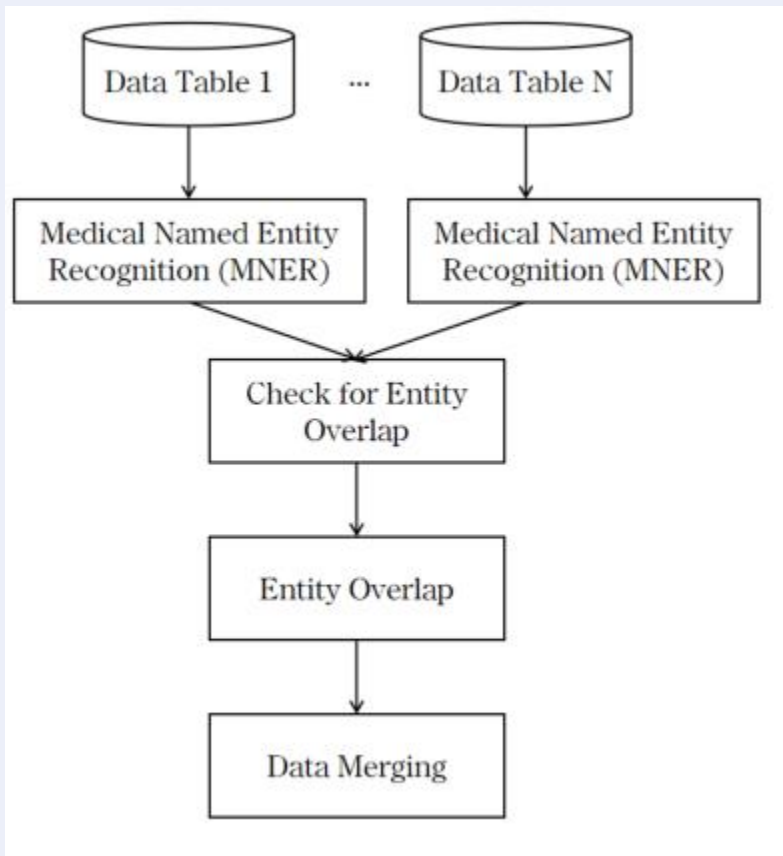 Data Table 1
...
Data Table N
Medical Named Entity
Recognition (MNER)
Medical Named Entity
Recognition (MNER)
Check for Entity
Overlap
Entity Overlap
Data Merging